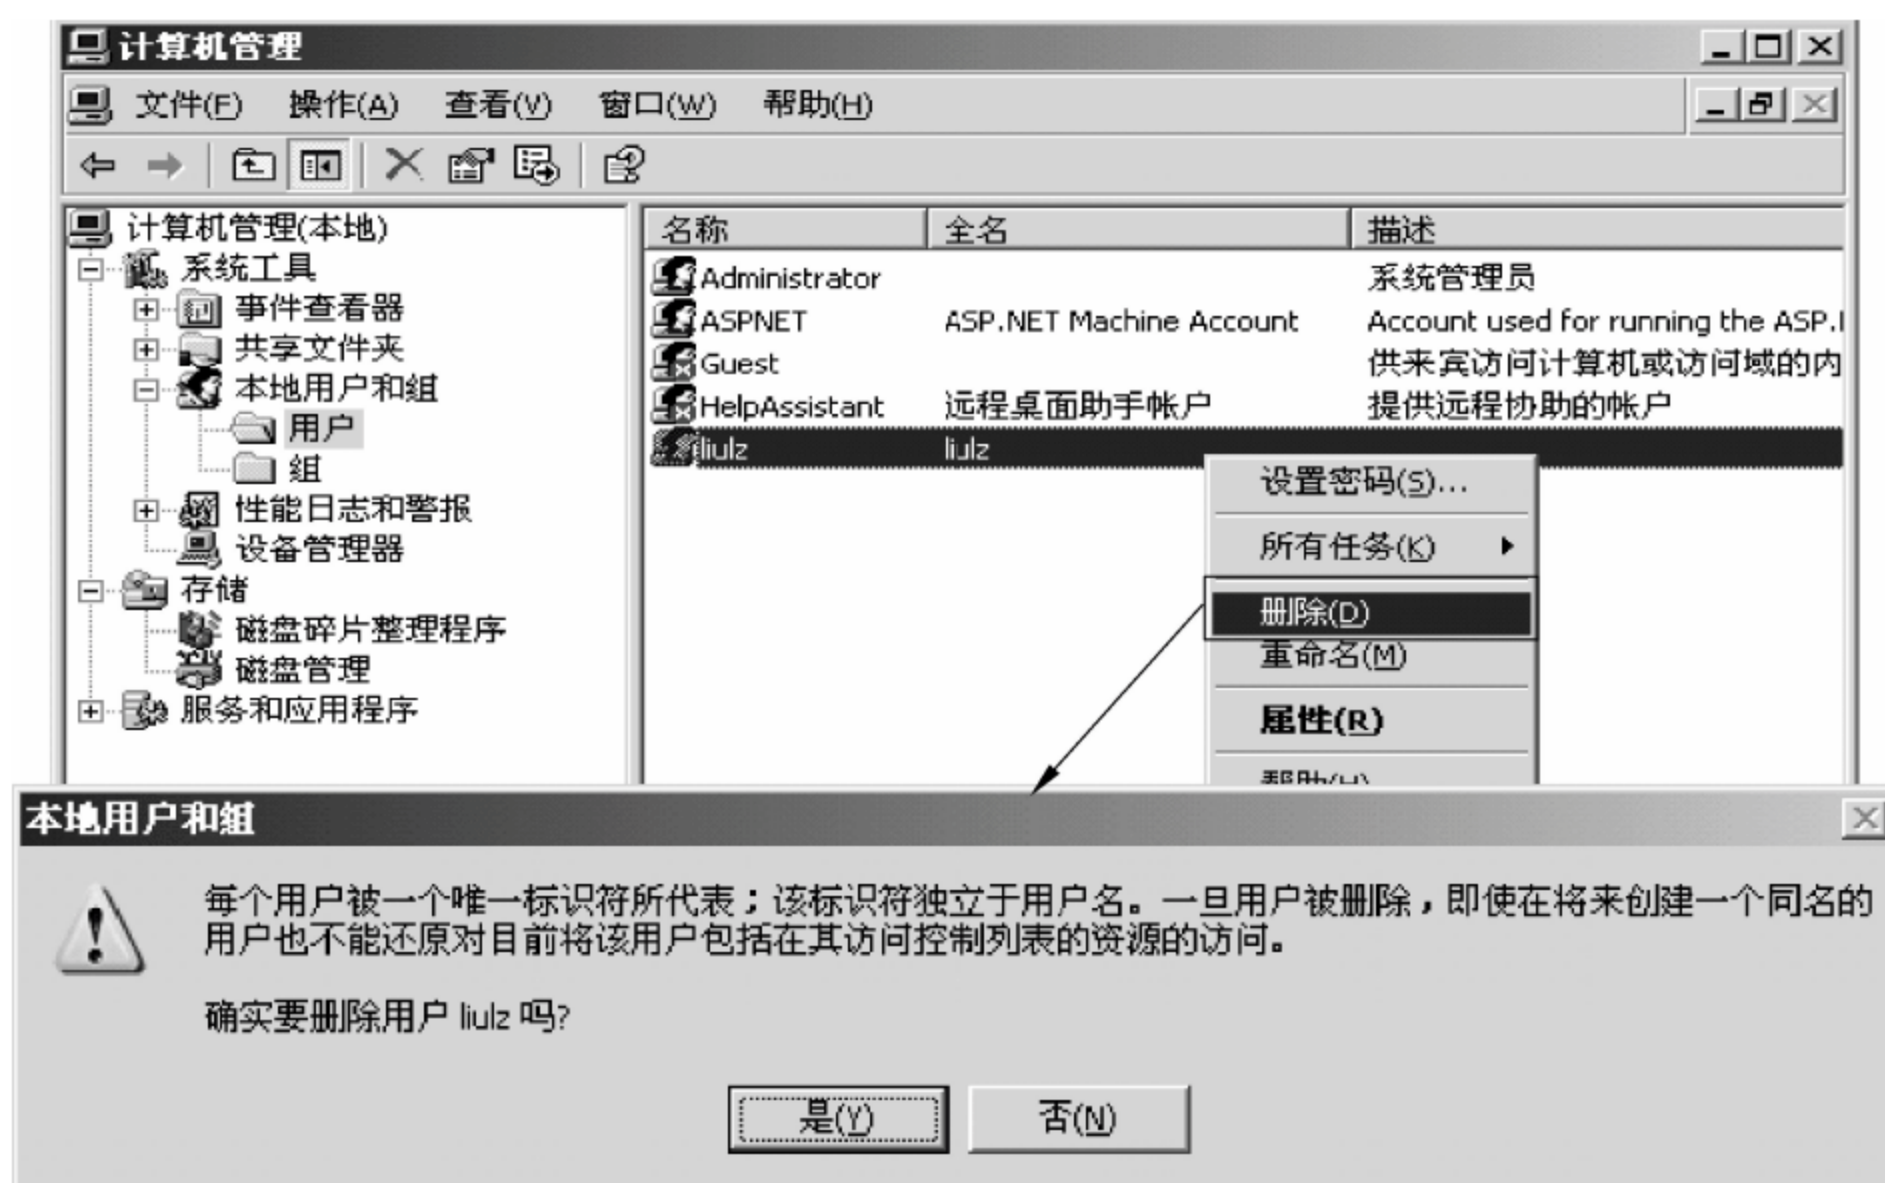 计算机管理
文件(F) 操作(A) 查看(V) 窗口(W) 帮助(H)
计算机管理(本地)
系统工具
事件查看器
共享文件夹
本地用户和组
用户
组
性能日志和警报
设备管理器
存储
磁盘碎片整理程序
磁盘管理
服务和应用程序
名称 全名 描述
Administrator 系统管理员
ASPNET ASP.NET Machine Account Account used for running the ASP.
Guest 供来宾访问计算机或访问域的内
HelpAssistant 远程桌面助手帐户 提供远程协助的帐户
liulz liulz
设置密码(S)...
所有任务(K)
删除(D)
重命名(M)
属性(R)
帮助(H)
本地用户和组
每个用户被一个唯一标识符所代表；该标识符独立于用户名。一旦用户被删除，即使在将来创建一个同名的
用户也不能还原对目前将该用户包括在其访问控制列表的资源的访问。
确实要删除用户 liulz 吗?
是(Y) 否(N)